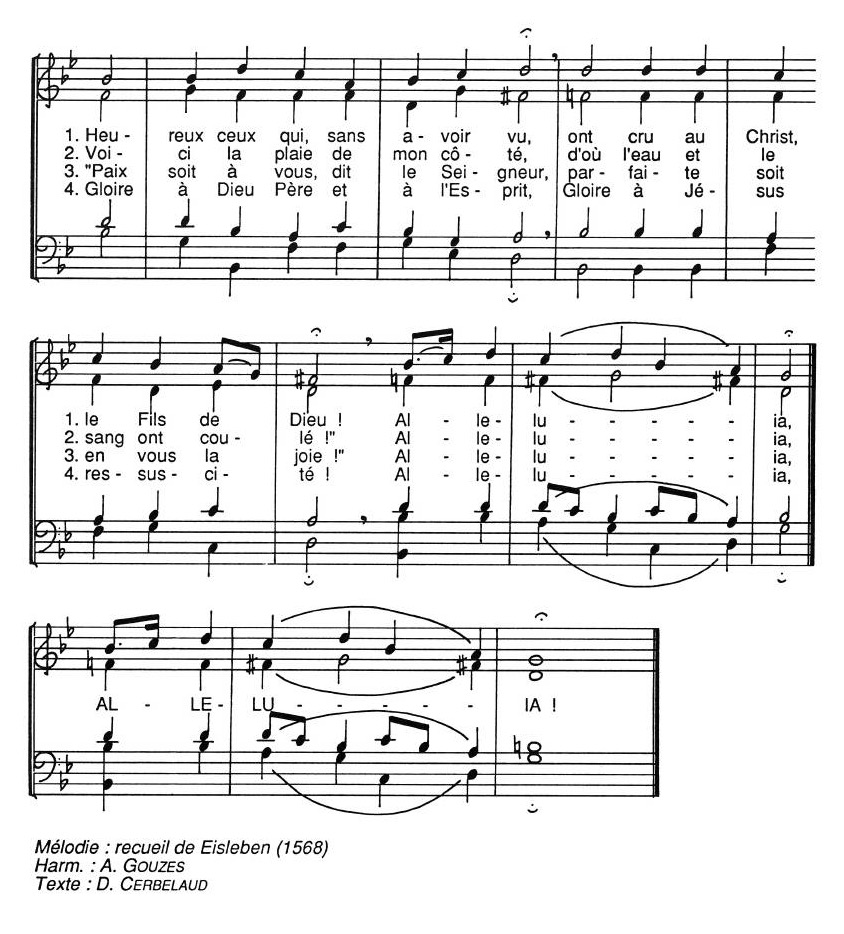 1. Heu - reux ceux qui, sans a - voir vu, ont cru au Christ,
2. Voi - ci la plaie de mon cô - té, d'où l'eau et le
3. "Paix soit à vous, dit le Sei - gneur, par - fai - te soit
4. Gloire à Dieu Père et à l'Es - prit, Gloire à Jé - sus
1. le Fils de Dieu ! Al - le - lu - - - - - ia,
2. sang ont cou - lé !" Al - le - lu - - - - - ia,
3. en vous la joie !" Al - le - lu - - - - - ia,
4. res - sus - ci - té ! Al - le - lu - - - - - ia,
AL - LE - LU - - - - - IA !
Mélodie : recueil de Eisleben (1568)
Harm. : A. GOUZES
Texte : D. CERBELAUD